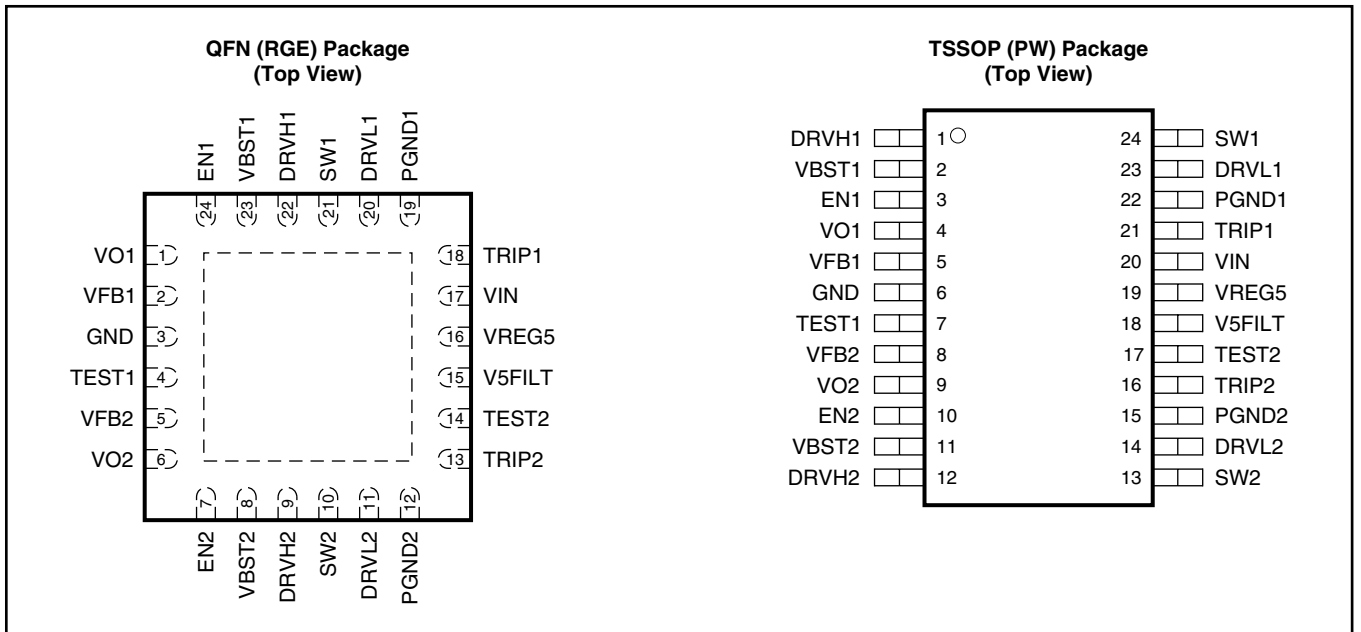 QFN (RGE) Package
(Top View)
EN1 VBST1 DRVH1 SW1 DRVL1 PGND1
24 23 22 21 20 19
VO1 1 18 TRIP1
VFB1 2 17 VIN
GND 3 16 VREG5
TEST1 4 15 V5FILT
VFB2 5 14 TEST2
VO2 6 13 TRIP2
7 8 9 10 11 12
EN2 VBST2 DRVH2 SW2 DRVL2 PGND2
TSSOP (PW) Package
(Top View)
DRVH1 1 24 SW1
VBST1 2 23 DRVL1
EN1 3 22 PGND1
VO1 4 21 TRIP1
VFB1 5 20 VIN
GND 6 19 VREG5
TEST1 7 18 V5FILT
VFB2 8 17 TEST2
VO2 9 16 TRIP2
EN2 10 15 PGND2
VBST2 11 14 DRVL2
DRVH2 12 13 SW2